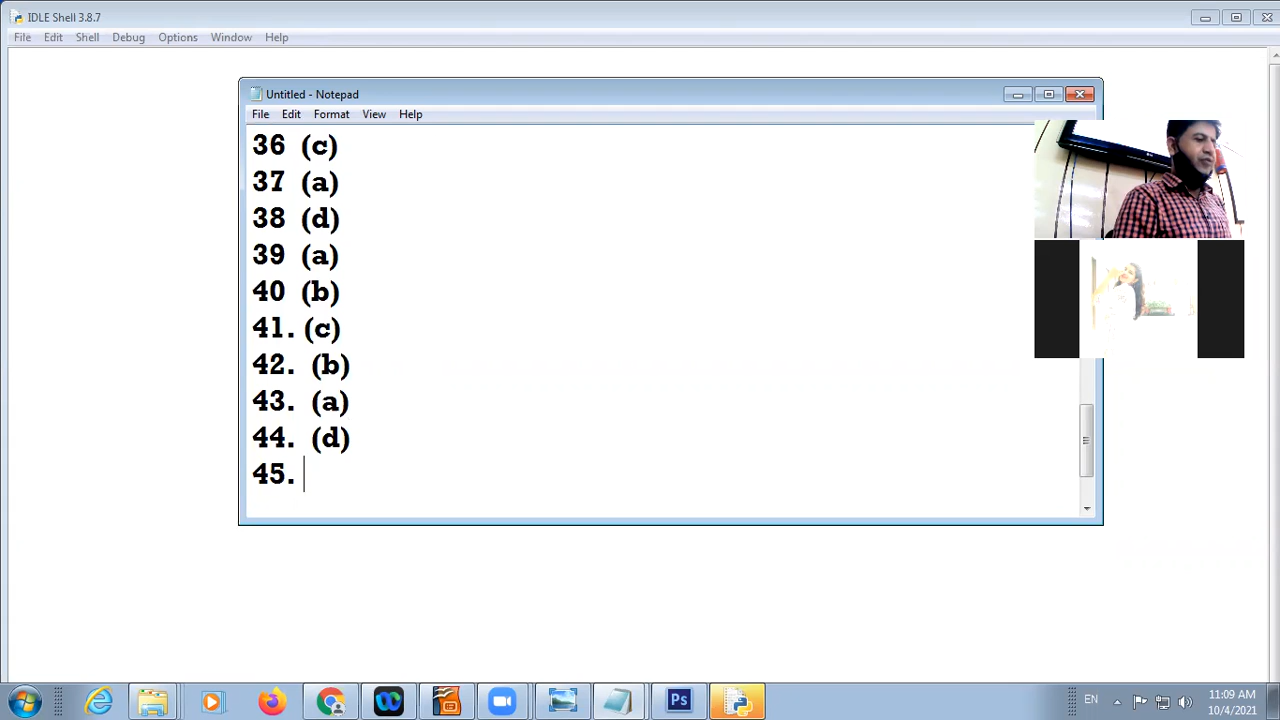 IDLE Shell 3.8.7
File Edit Shell Debug Options Window Help
Untitled - Notepad
File Edit Format View Help
36 (c)
37 (a)
38 (d)
39 (a)
40 (b)
41. (c)
42. (b)
43. (a)
44. (d)
45.
Ps
EN
11:09 AM
10/4/2021